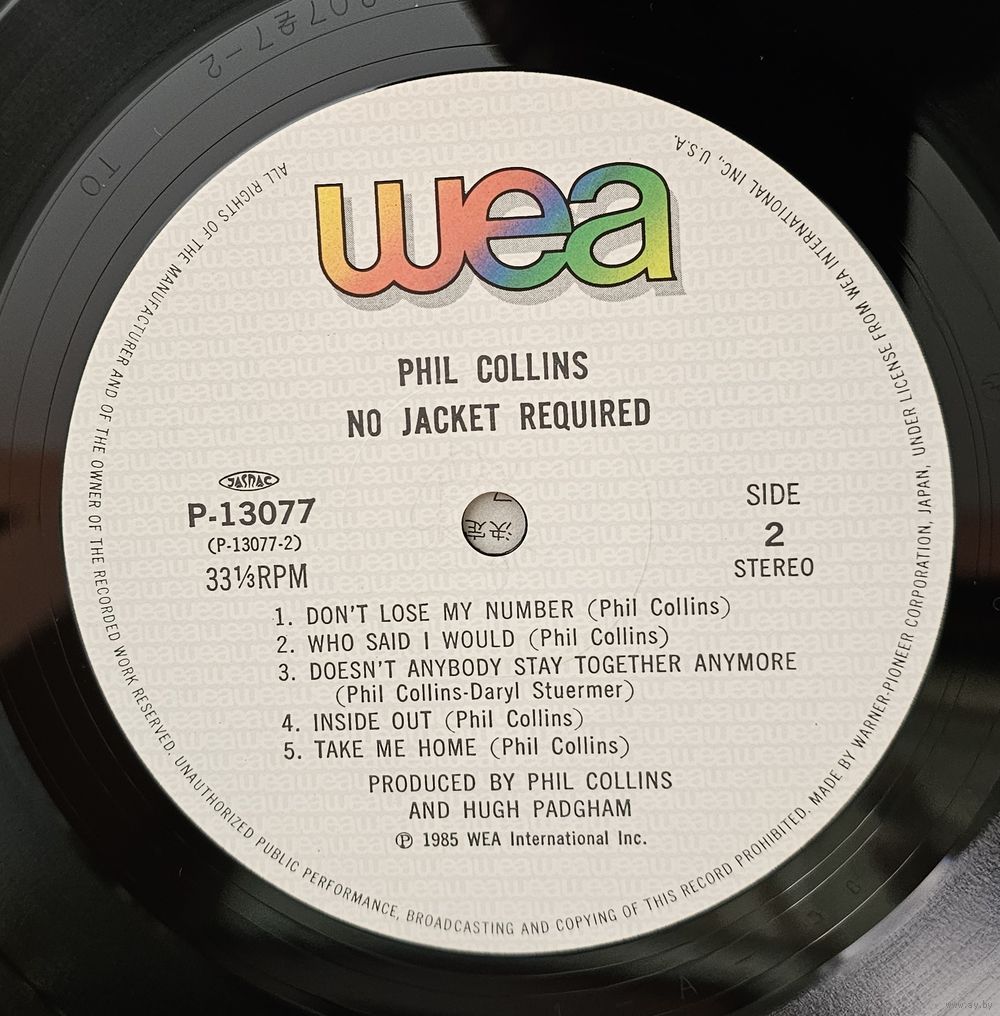 wea
PHIL COLLINS
NO JACKET REQUIRED
JASRAC
P-13077
(P-13077-2)
33⅓RPM
SIDE
2
STEREO
1. DON'T LOSE MY NUMBER (Phil Collins)
2. WHO SAID I WOULD (Phil Collins)
3. DOESN'T ANYBODY STAY TOGETHER ANYMORE
(Phil Collins-Daryl Stuermer)
4. INSIDE OUT (Phil Collins)
5. TAKE ME HOME (Phil Collins)
PRODUCED BY PHIL COLLINS
AND HUGH PADGHAM
Ⓟ 1985 WEA International Inc.
ALL RIGHTS OF THE MANUFACTURER AND OF THE OWNER OF THE RECORDED WORK RESERVED. UNAUTHORIZED PUBLIC PERFORMANCE, BROADCASTING AND COPYING OF THIS RECORD PROHIBITED. MADE BY WARNER-PIONEER CORPORATION, JAPAN, UNDER LICENSE FROM WEA INTERNATIONAL INC., U.S.A.
TO
www.ay.by